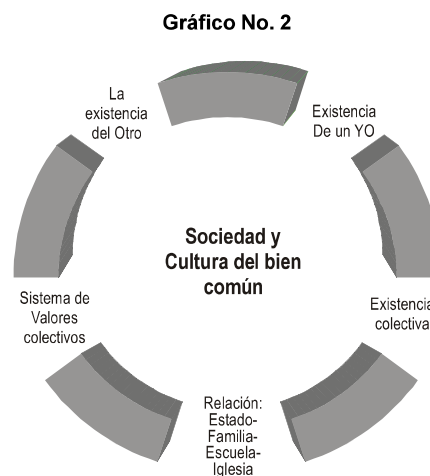 Gráfico No. 2
La
existencia
del Otro
Existencia
De un YO
Sociedad y
Cultura del bien
común
Sistema de
Valores
colectivos
Existencia
colectiva
Relación:
Estado-
Familia-
Escuela-
Iglesia